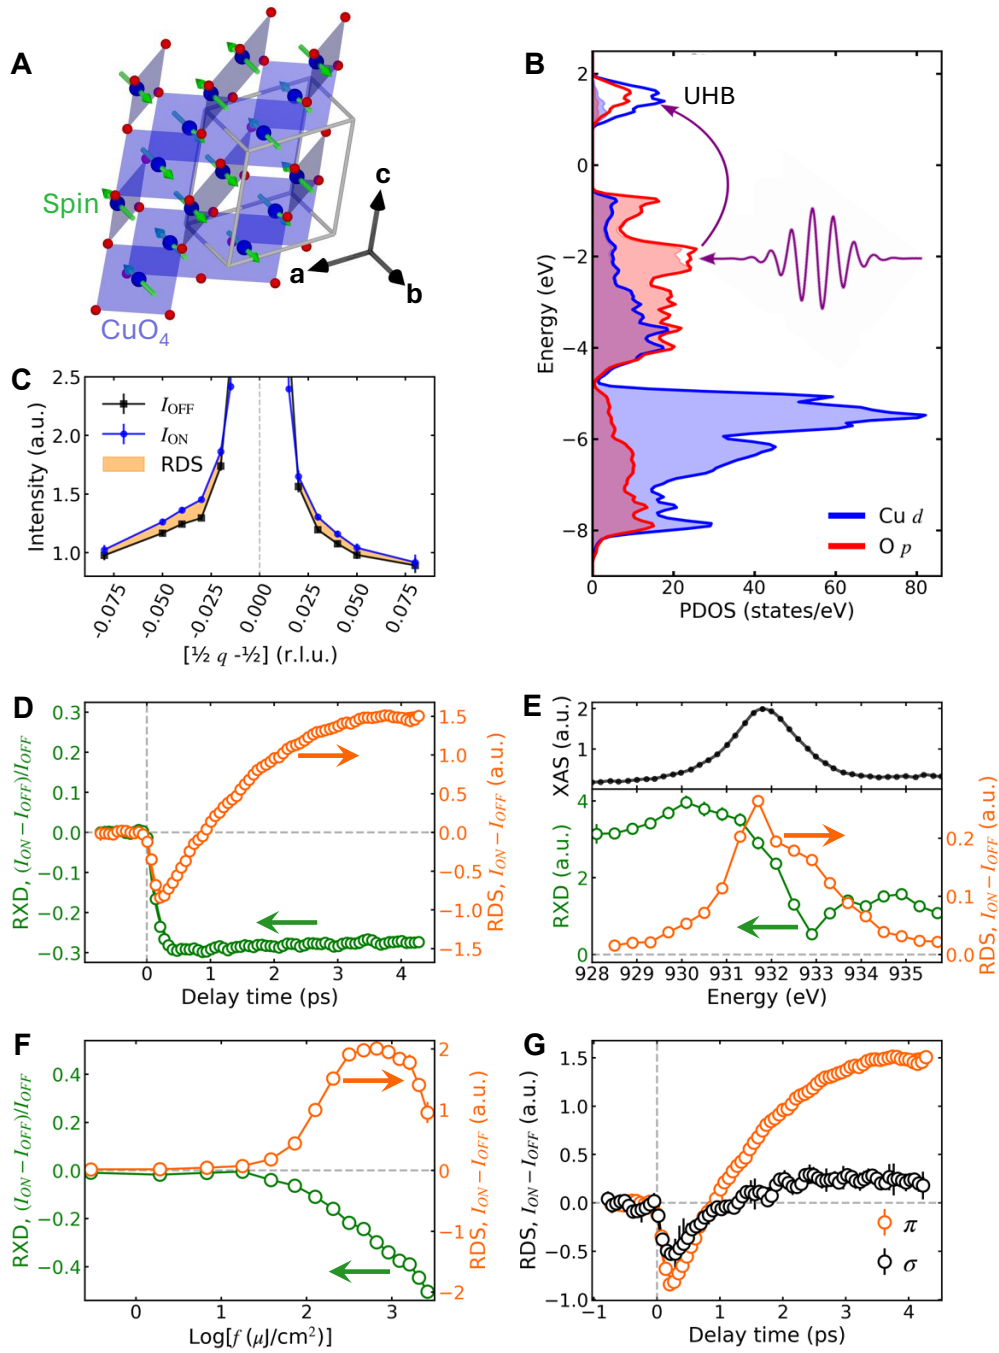 A
Spin
CuO4
a
b
c
B
UHB
2
0
−2
−4
−6
−8
Energy (eV)
0 20 40 60 80
PDOS (states/eV)
Cu d
O p
C
2.5
2.0
1.5
1.0
Intensity (a.u.)
IOFF
ION
RDS
-0.075 -0.050 -0.025 0.000 0.025 0.050 0.075
[½ q -½] (r.l.u.)
D
0.3
0.2
0.1
0.0
−0.1
−0.2
−0.3
RXD, (ION − IOFF)/IOFF
1.5
1.0
0.5
0.0
−0.5
−1.0
−1.5
RDS, ION − IOFF (a.u.)
0 1 2 3 4
Delay time (ps)
E
2
1
XAS (a.u.)
4
2
0
RXD (a.u.)
0.2
0.1
0.0
RDS, ION − IOFF (a.u.)
928 929 930 931 932 933 934 935
Energy (eV)
F
0.4
0.2
0.0
−0.2
−0.4
RXD, (ION − IOFF)/IOFF
2
1
0
−1
−2
RDS, ION − IOFF (a.u.)
0 1 2 3
Log[f (μJ/cm²)]
G
1.5
1.0
0.5
0.0
−0.5
−1.0
RDS, ION − IOFF (a.u.)
π
σ
−1 0 1 2 3 4
Delay time (ps)